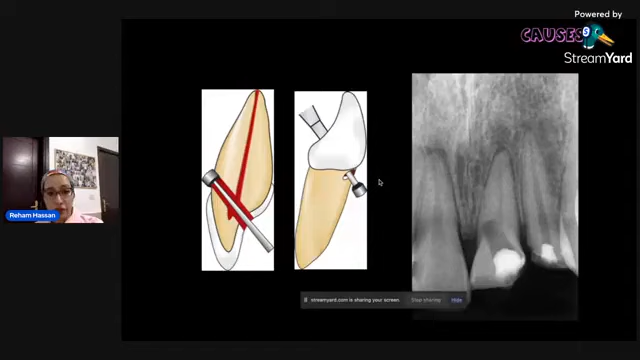 Powered by
CAUSES
StreamYard
Reham Hassan
streamyard.com is sharing your screen.
Stop sharing
Hide